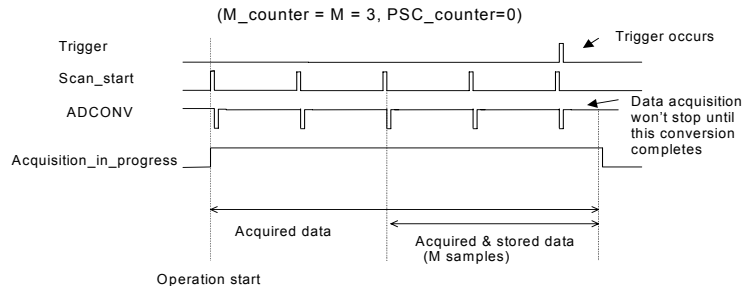 (M_counter = M = 3, PSC_counter=0)
Trigger
Trigger occurs
Scan_start
ADCONV
Data acquisition
won't stop until
this conversion
completes
Acquisition_in_progress
Acquired data
Acquired & stored data
(M samples)
Operation start